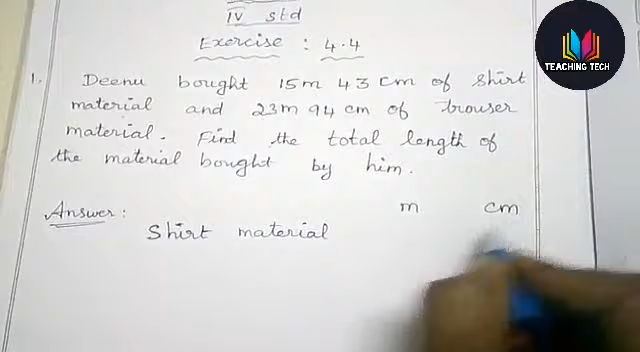 IV std
Exercise : 4.4
1. Deenu bought 15m 43 cm of shirt
material and 23m 94 cm of trouser
material. Find the total length of
the material bought by him.
Answer:
m cm
Shirt material
TEACHING TECH